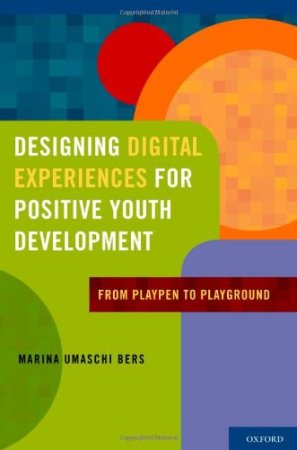 DESIGNING DIGITAL
EXPERIENCES FOR
POSITIVE YOUTH
DEVELOPMENT
FROM PLAYPEN TO PLAYGROUND
MARINA UMASCHI BERS
OXFORD